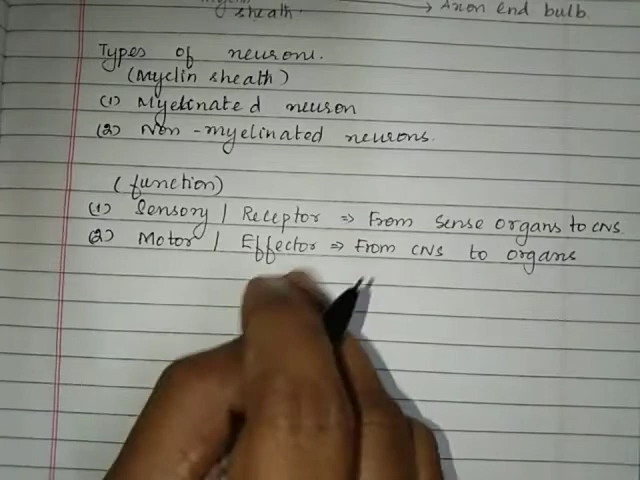 sheath.
→ Axon end bulb
Types of neurons.
(Myelin sheath)
(1) Myelinated neuron
(2) Non-myelinated neurons.
(function)
(1) Sensory / Receptor ⇒ From sense organs to CNS
(2) Motor / Effector ⇒ From CNS to organs